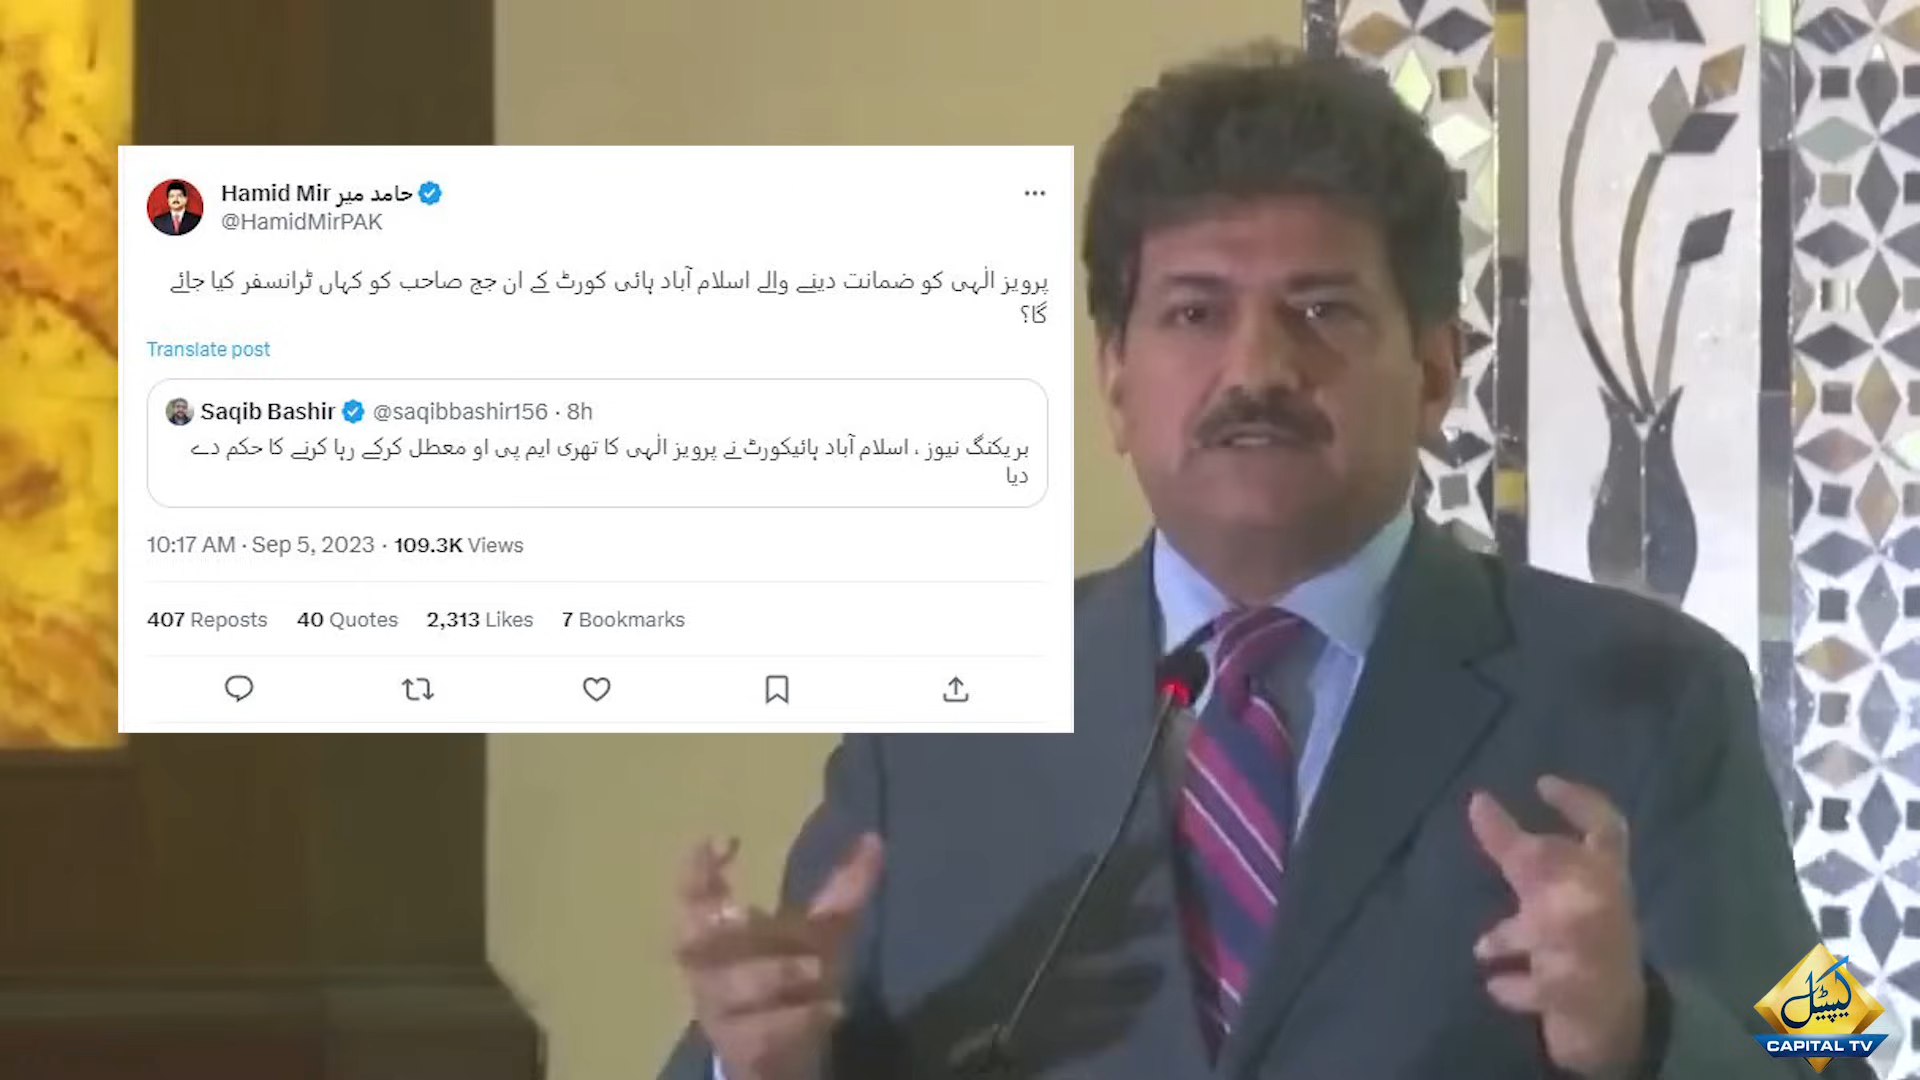 Hamid Mir حامد میر
@HamidMirPAK
پرویز الٰہی کو ضمانت دینے والے اسلام آباد ہائی کورٹ کے ان جج صاحب کو کہاں ٹرانسفر کیا جائے
گا؟
Translate post
Saqib Bashir @saqibbashir156 · 8h
بریکنگ نیوز ، اسلام آباد ہائیکورٹ نے پرویز الٰہی کا تھری ایم پی او معطل کرکے رہا کرنے کا حکم دے
دیا
10:17 AM · Sep 5, 2023 · 109.3K Views
407 Reposts 40 Quotes 2,313 Likes 7 Bookmarks
کیپیٹل
CAPITAL TV